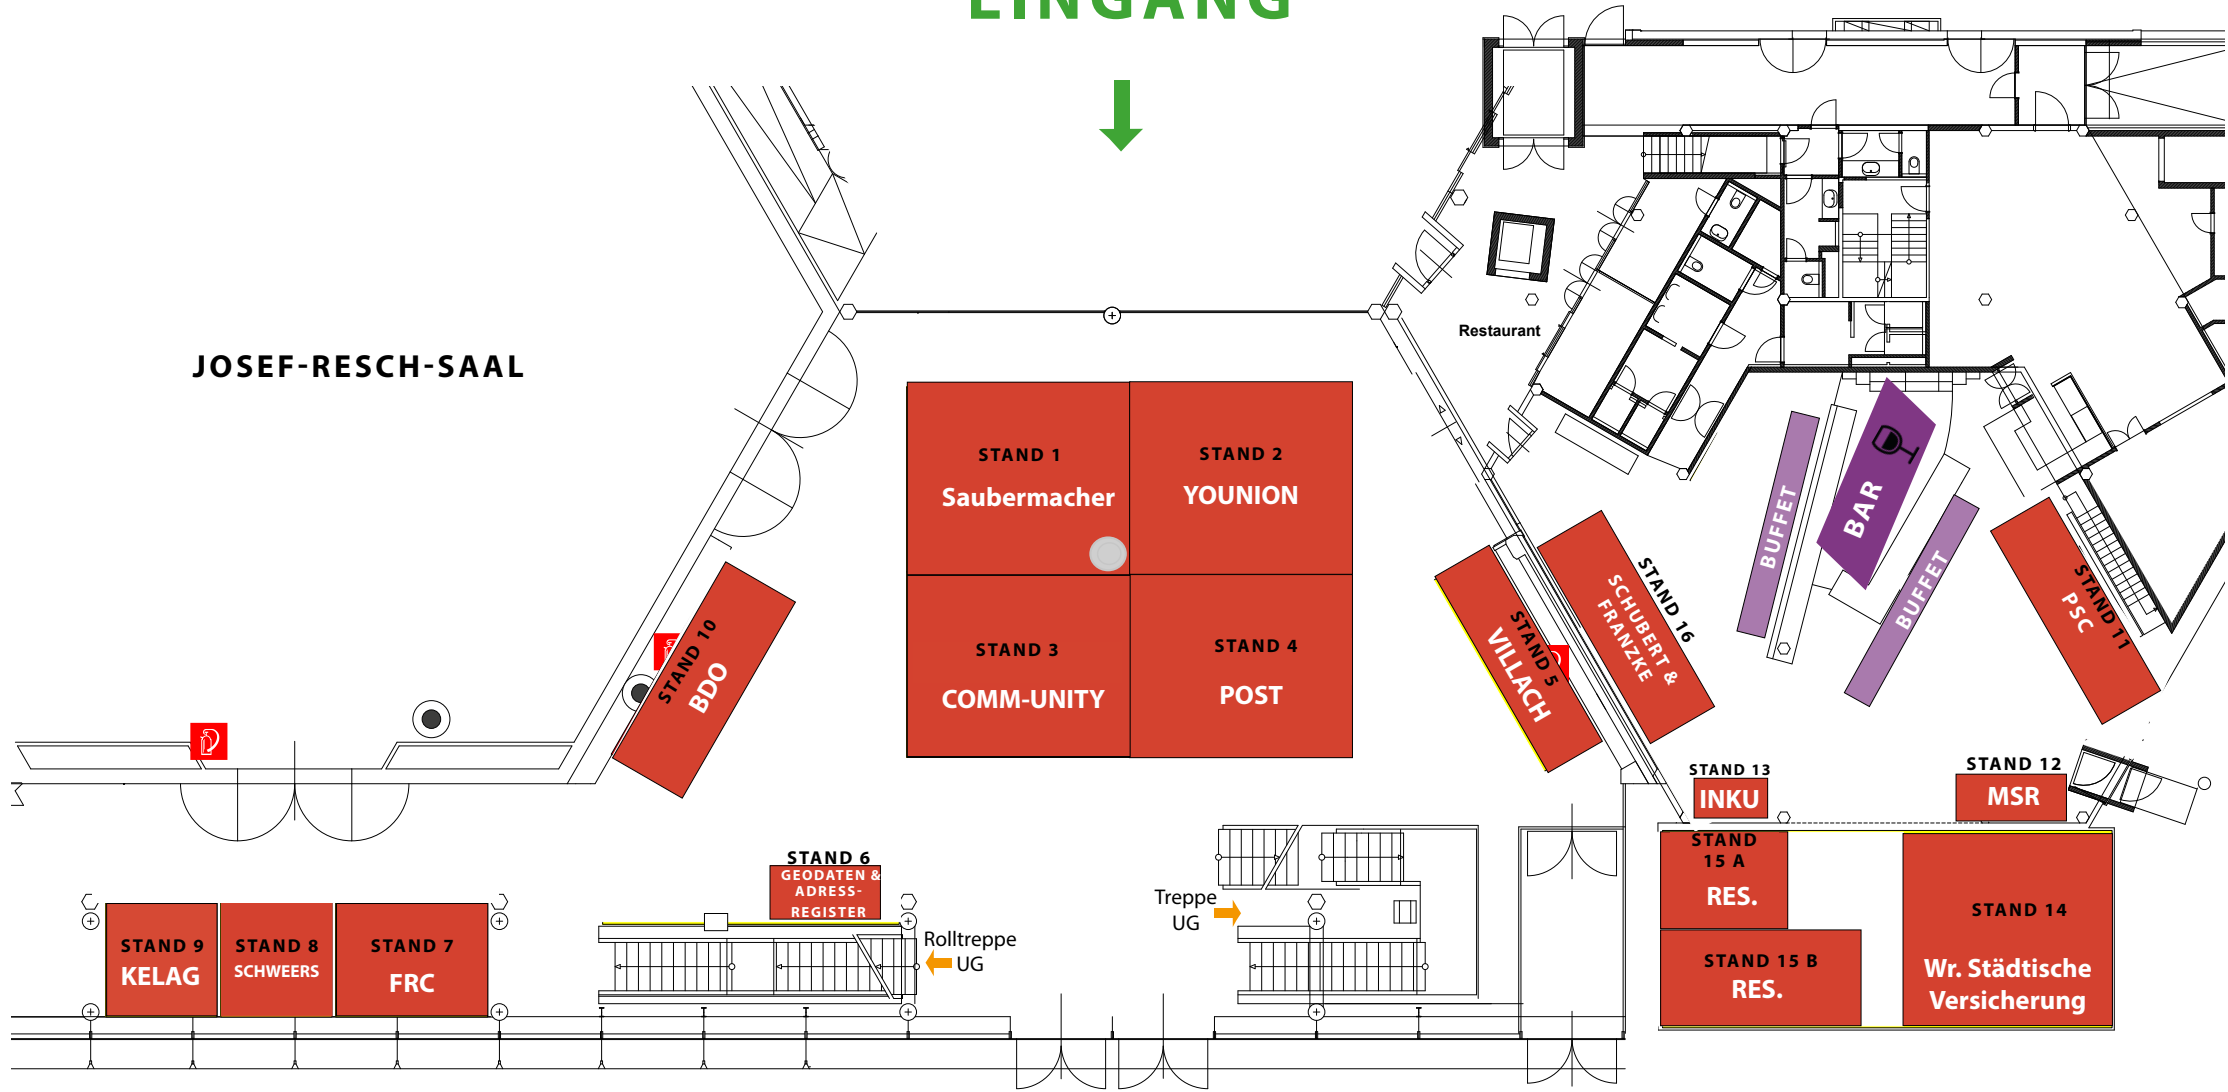 EINGANG
Restaurant
JOSEF-RESCH-SAAL
STAND 1
Saubermacher
STAND 2
YOUNION
STAND 3
COMM-UNITY
STAND 4
POST
STAND 10
BDO
STAND 5
VILLACH
STAND 16
SCHUBERT &
FRANZKE
BUFFET
BAR
BUFFET
STAND 11
PSC
STAND 13
INKU
STAND 12
MSR
STAND
15 A
RES.
STAND 15 B
RES.
STAND 14
Wr. Städtische
Versicherung
STAND 6
GEODATEN &
ADRESS-
REGISTER
Treppe
UG
Rolltreppe
UG
STAND 9
KELAG
STAND 8
SCHWEERS
STAND 7
FRC